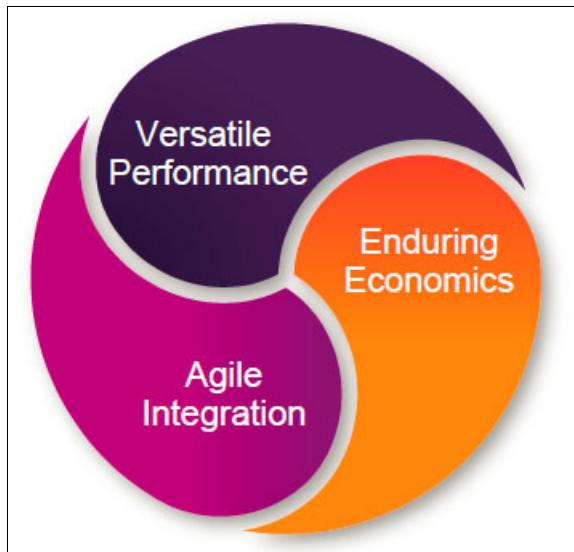 Versatile
Performance
Enduring
Economics
Agile
Integration